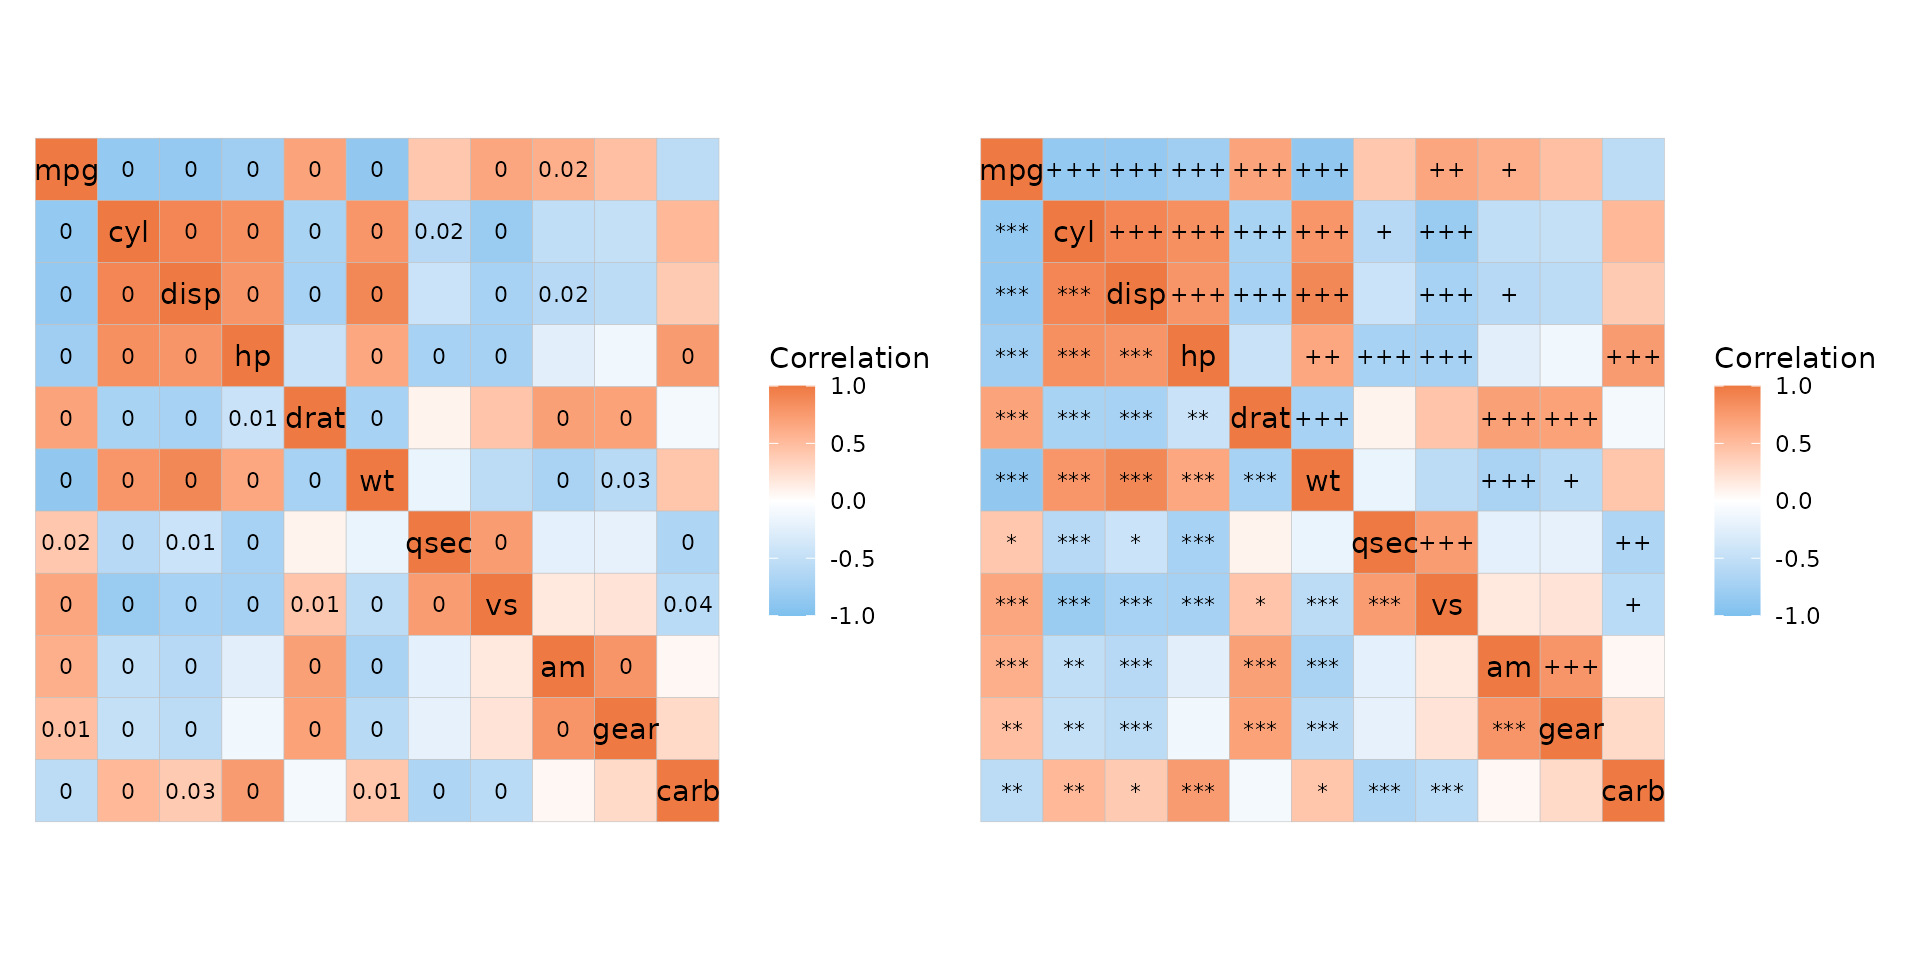 mpg 0 0 0 0 0 0 0.02
0 cyl 0 0 0 0 0.02 0
0 0 disp 0 0 0 0 0.02
0 0 0 hp 0 0 0 0
0 0 0 0.01 drat 0 0 0
0 0 0 0 0 wt 0 0.03
0.02 0 0.01 0 qsec 0 0
0 0 0 0 0.01 0 0 vs 0.04
0 0 0 0 0 am 0
0.01 0 0 0 0 0 gear
0 0 0.03 0 0.01 0 0 carb
Correlation
1.0
0.5
0.0
-0.5
-1.0
mpg +++ +++ +++ +++ +++ ++ +
*** cyl +++ +++ +++ +++ + +++
*** *** disp +++ +++ +++ +++ +
*** *** *** hp ++ +++ +++ +++
*** *** *** ** drat +++ +++ +++
*** *** *** *** *** wt +++ +
* *** * *** qsec +++ ++
*** *** *** *** * *** *** vs +
*** ** *** *** *** am +++
** ** *** *** *** *** gear
** ** * *** * *** *** carb
Correlation
1.0
0.5
0.0
-0.5
-1.0